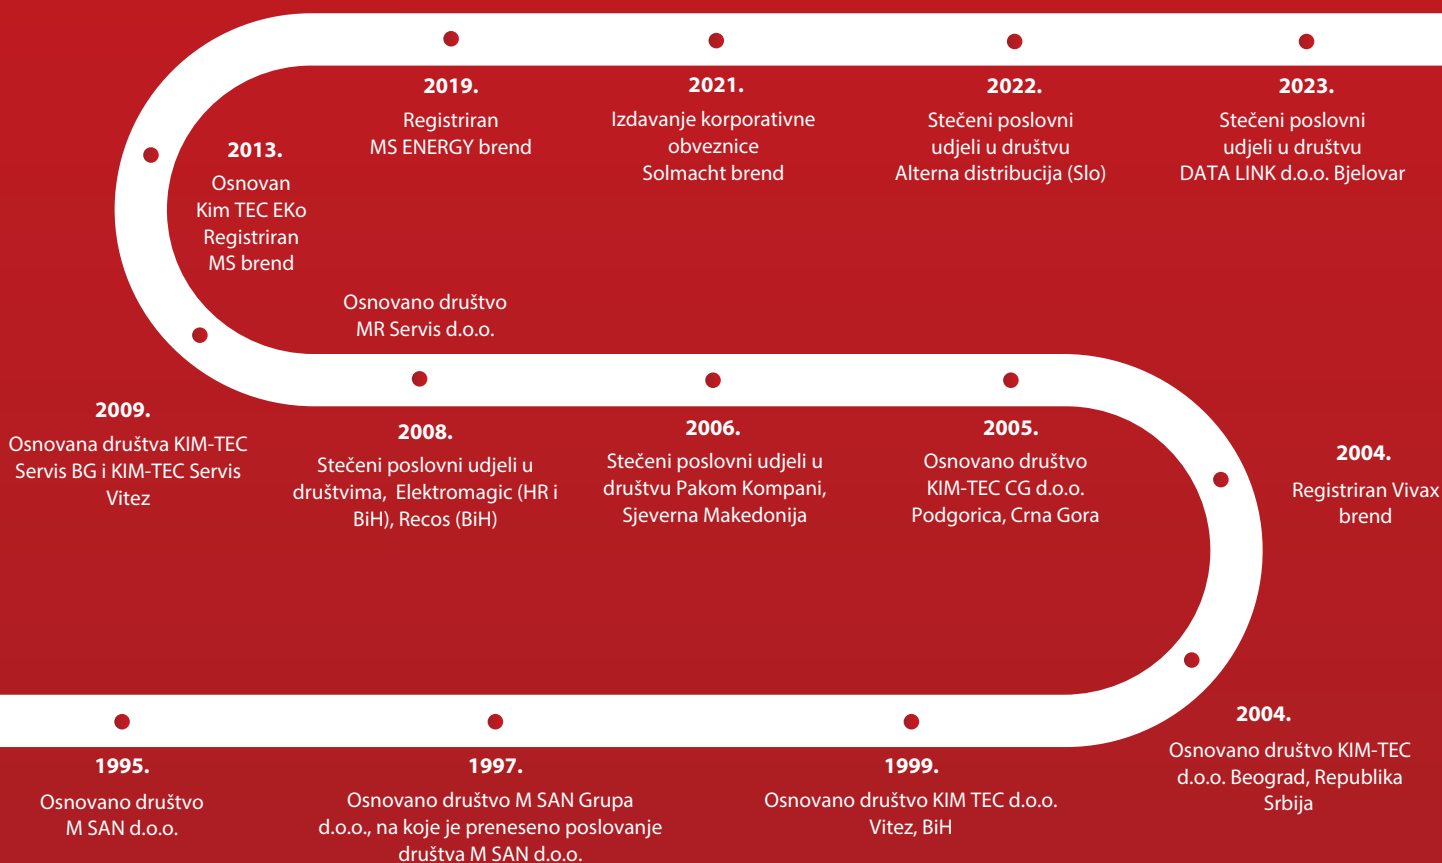 2019.
Registriran
MS ENERGY brend
2021.
Izdavanje korporativne
obveznice
Solmacht brend
2022.
Stečeni poslovni
udjeli u društvu
Alterna distribucija (Slo)
2023.
Stečeni poslovni
udjeli u društvu
DATA LINK d.o.o. Bjelovar
2013.
Osnovan
Kim TEC EKo
Registriran
MS brend
Osnovano društvo
MR Servis d.o.o.
2009.
Osnovana društva KIM-TEC
Servis BG i KIM-TEC Servis
Vitez
2008.
Stečeni poslovni udjeli u
društvima,  Elektromagic (HR i
BiH), Recos (BiH)
2006.
Stečeni poslovni udjeli u
društvu Pakom Kompani,
Sjeverna Makedonija
2005.
Osnovano društvo
KIM-TEC CG d.o.o.
Podgorica, Crna Gora
2004.
Registriran Vivax
brend
2004.
Osnovano društvo KIM-TEC
d.o.o. Beograd, Republika
Srbija
1995.
Osnovano društvo
M SAN d.o.o.
1997.
Osnovano društvo M SAN Grupa
d.o.o., na koje je preneseno poslovanje
društva M SAN d.o.o.
1999.
Osnovano društvo KIM TEC d.o.o.
Vitez, BiH